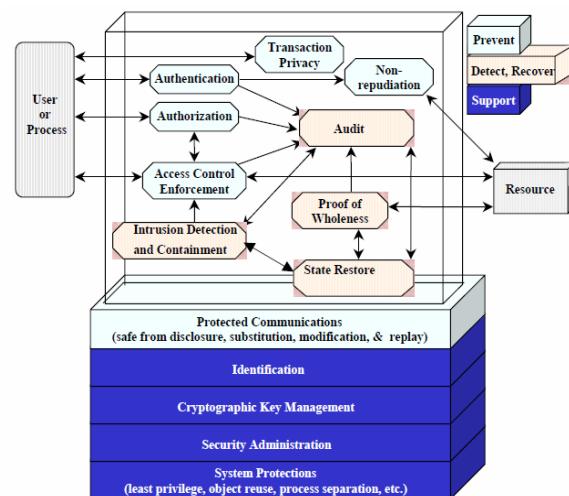 Transaction
Privacy
Prevent
Authentication
Non-
repudiation
Detect, Recover
User
or
Process
Support
Authorization
Audit
Access Control
Enforcement
Resource
Proof of
Wholeness
Intrusion Detection
and Containment
State Restore
Protected Communications
(safe from disclosure, substitution, modification, & replay)
Identification
Cryptographic Key Management
Security Administration
System Protections
(least privilege, object reuse, process separation, etc.)